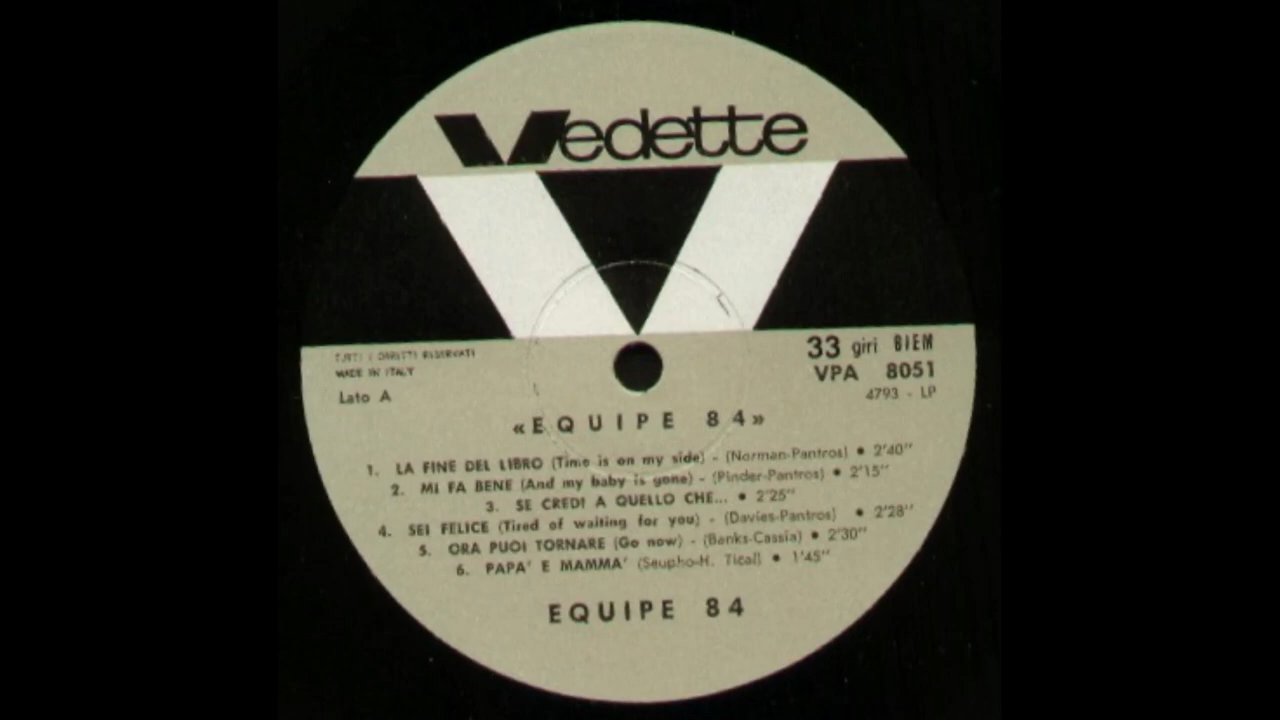 Vedette
TUTTI I DIRITTI RISERVATI
MADE IN ITALY
Lato A
33 giri BIEM
VPA 8051
4793 - LP
«EQUIPE 84»
1. LA FINE DEL LIBRO (Time is on my side) - (Norman-Pantros) • 2'40"
2. MI FA BENE (And my baby is gone) - (Pinder-Pantros) • 2'15"
3. SE CREDI A QUELLO CHE... • 2'25"
4. SEI FELICE (Tired of waiting for you) - (Davies-Pantros) • 2'28"
5. ORA PUOI TORNARE (Go now) - (Banks-Cassia) • 2'30"
6. PAPA' E MAMMA' (Seupho-H. Tical) • 1'45"
EQUIPE 84